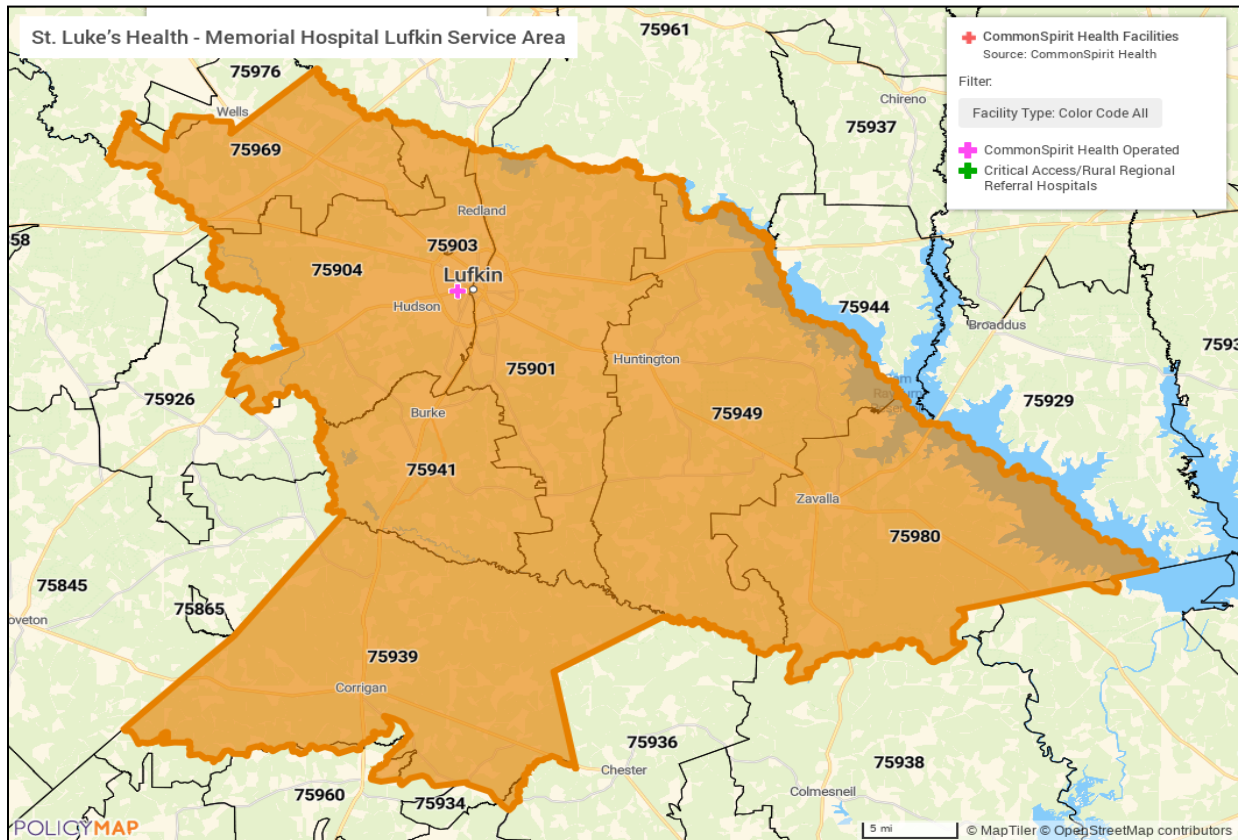 St. Luke's Health - Memorial Hospital Lufkin Service Area
CommonSpirit Health Facilities
Source: CommonSpirit Health
Filter:
Facility Type: Color Code All
CommonSpirit Health Operated
Critical Access/Rural Regional
Referral Hospitals
75961
75976
Wells
Chireno
75937
75969
Redland
58
75903
75904
Lufkin
Hudson
75944
Broaddus
7593
Huntington
75901
75926
75929
Burke
75949
75941
Zavalla
75980
75845
75865
oveton
75939
Corrigan
75936
Chester
75938
Colmesneil
75960
75934
POLICYMAP
5 mi
© MapTiler © OpenStreetMap contributors